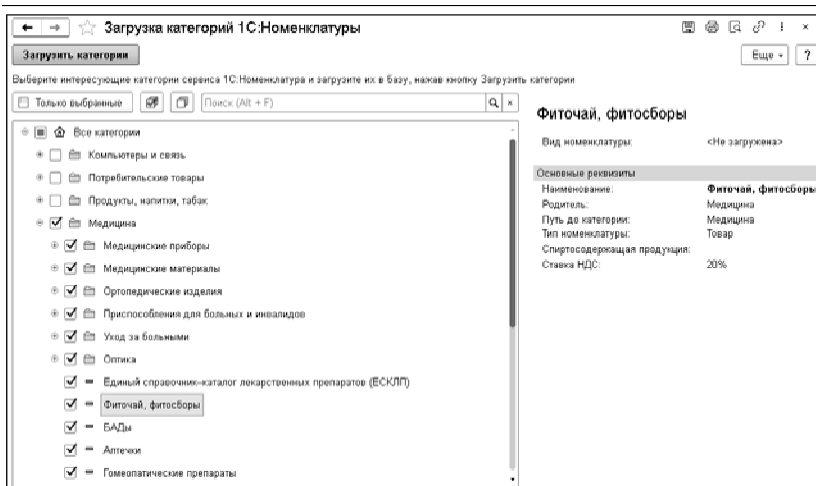 Загрузка категорий 1С:Номенклатуры
Загрузить категории
Еще
?
Выберите интересующие категории сервиса 1С:Номенклатура и загрузите их в базу, нажав кнопку Загрузить категории
Только выбранные
Поиск (Alt + F)
×
Все категории
Компьютеры и связь
Потребительские товары
Продукты, напитки, табак
Медицина
Медицинские приборы
Медицинские материалы
Ортопедические изделия
Приспособления для больных и инвалидов
Уход за больными
Оптика
Единый справочник-каталог лекарственных препаратов (ЕСКЛП)
Фиточай, фитосборы
БАДы
Аптечки
Гомеопатические препараты
Фиточай, фитосборы
Вид номенклатуры: <Не загружена>
Основные реквизиты
Наименование: Фиточай, фитосборы
Родитель: Медицина
Путь до категории: Медицина
Тип номенклатуры: Товар
Спиртосодержащая продукция:
Ставка НДС: 20%